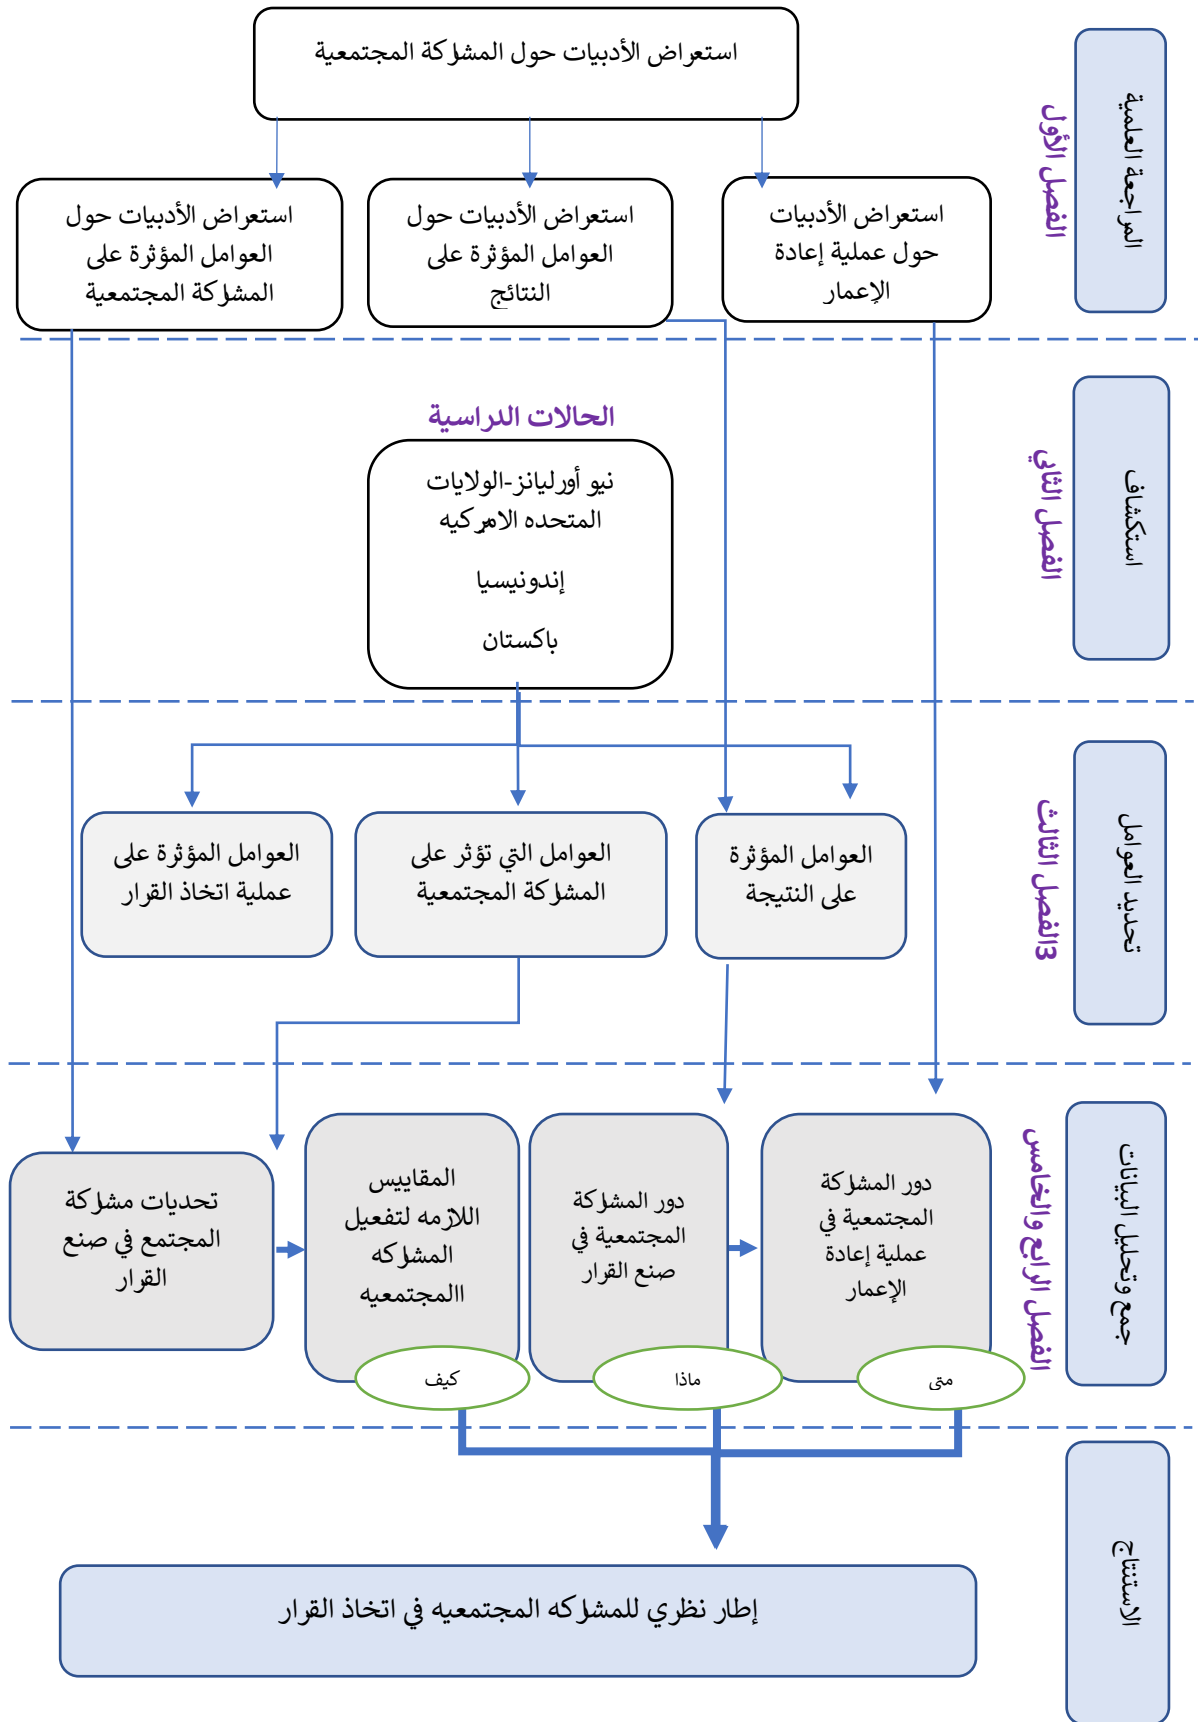 استعراض الأدبيات حول المشاركة المجتمعية
المراجعة العلمية
الفصل الأول
استعراض الأدبيات
حول عملية إعادة
الإعمار
استعراض الأدبيات حول
العوامل المؤثرة على
النتائج
استعراض الأدبيات حول
العوامل المؤثرة على
المشاركة المجتمعية
استكشاف
الفصل الثاني
الحالات الدراسية
نيو أورليانز-الولايات
المتحده الامركيه
إندونيسيا
باكستان
تحديد العوامل
3الفصل الثالث
العوامل المؤثرة
على النتيجة
العوامل التي تؤثر على
المشاركة المجتمعية
العوامل المؤثرة على
عملية اتخاذ القرار
جمع وتحليل البيانات
الفصل الرابع والخامس
دور المشاركة
المجتمعية في
عملية إعادة
الإعمار
متى
دور المشاركة
المجتمعية في
صنع القرار
ماذا
المقاييس
اللازمه لتفعيل
المشاركه
االمجتمعيه
كيف
تحديات مشاركة
المجتمع في صنع
القرار
الاستنتاج
إطار نظري للمشاركه المجتمعيه في اتخاذ القرار